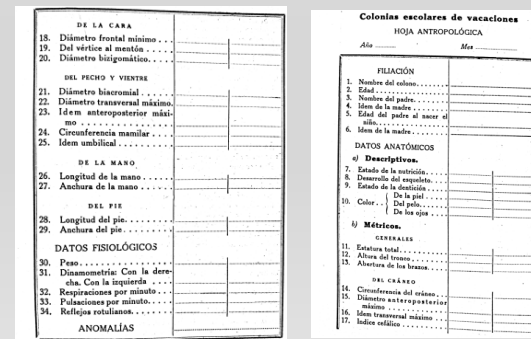 DE LA CARA
18. Diámetro frontal mínimo . . .
19. Del vértice al mentón . . . . .
20. Diámetro bizigomático. . . . .
DEL PECHO Y VIENTRE
21. Diámetro biacromial . . . . . .
22. Diámetro transversal máximo.
23. Idem anteroposterior máxi-
mo . . . . . . . . . . . . .
24. Circunferencia mamilar . . . .
25. Idem umbilical . . . . . . . .
DE LA MANO
26. Longitud de la mano . . . . .
27. Anchura de la mano . . . . . .
DEL PIE
28. Longitud del pie. . . . . . . .
29. Anchura del pie . . . . . . . .
DATOS FISIOLÓGICOS
30. Peso. . . . . . . . . . . . . .
31. Dinamometría: Con la dere-
cha. Con la izquierda . . .
32. Respiraciones por minuto . . .
33. Pulsaciones por minuto. . . . .
34. Reflejos rotulianos. . . . . . .
ANOMALÍAS
Colonias escolares de vacaciones
HOJA ANTROPOLÓGICA
Año ........ Mes ............
FILIACIÓN
1. Nombre del colono. . . . . . .
2. Edad . . . . . . . . . . . . . .
3. Nombre del padre. . . . . . . .
4. Idem de la madre . . . . . . . .
5. Edad del padre al nacer el
niño. . . . . . . . . . . . .
6. Idem de la madre. . . . . . . .
DATOS ANATÓMICOS
a) Descriptivos.
7. Estado de la nutrición. . . . .
8. Desarrollo del esqueleto. . . .
9. Estado de la dentición . . . . .
De la piel . . . . .
10. Color. . { Del pelo. . . . . .
De los ojos . . . .
b) Métricos.
GENERALES
11. Estatura total. . . . . . . . .
12. Altura del tronco . . . . . . .
13. Abertura de los brazos. . . . .
DEL CRÁNEO
14. Circunferencia del cráneo. . . .
15. Diámetro anteroposterior
máximo . . . . . . . . . .
16. Idem transversal máximo . . . .
17. Indice cefálico . . . . . . . . .